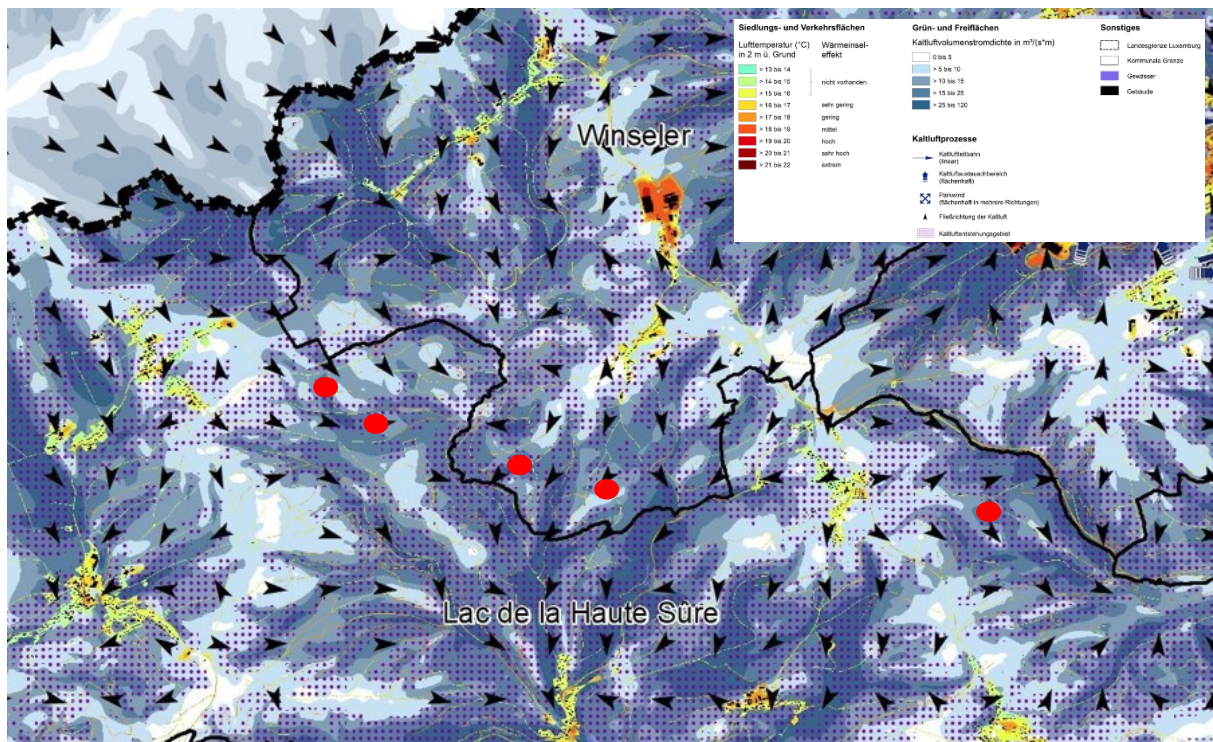 Siedlungs- und Verkehrsflächen
Lufttemperatur (°C)
in 2 m ü. Grund
Wärmeinsel-
effekt
> 13 bis 14
> 14 bis 15
> 15 bis 16
nicht vorhanden
> 16 bis 17 sehr gering
> 17 bis 18 gering
> 18 bis 19 mittel
> 19 bis 20 hoch
> 20 bis 21 sehr hoch
> 21 bis 22 extrem
Grün- und Freiflächen
Kaltluftvolumenstromdichte in m³/(s*m)
0 bis 5
> 5 bis 10
> 10 bis 15
> 15 bis 25
> 25 bis 120
Kaltluftprozesse
Kaltluftleitbahn
(linear)
Kaltluftaustauschbereich
(flächenhaft)
Parkwind
(flächenhaft in mehrere Richtungen)
Fließrichtung der Kaltluft
Kaltluftentstehungsgebiet
Sonstiges
Landesgrenze Luxemburg
Kommunale Grenze
Gewässer
Gebäude
Winseler
Lac de la Haute Sûre